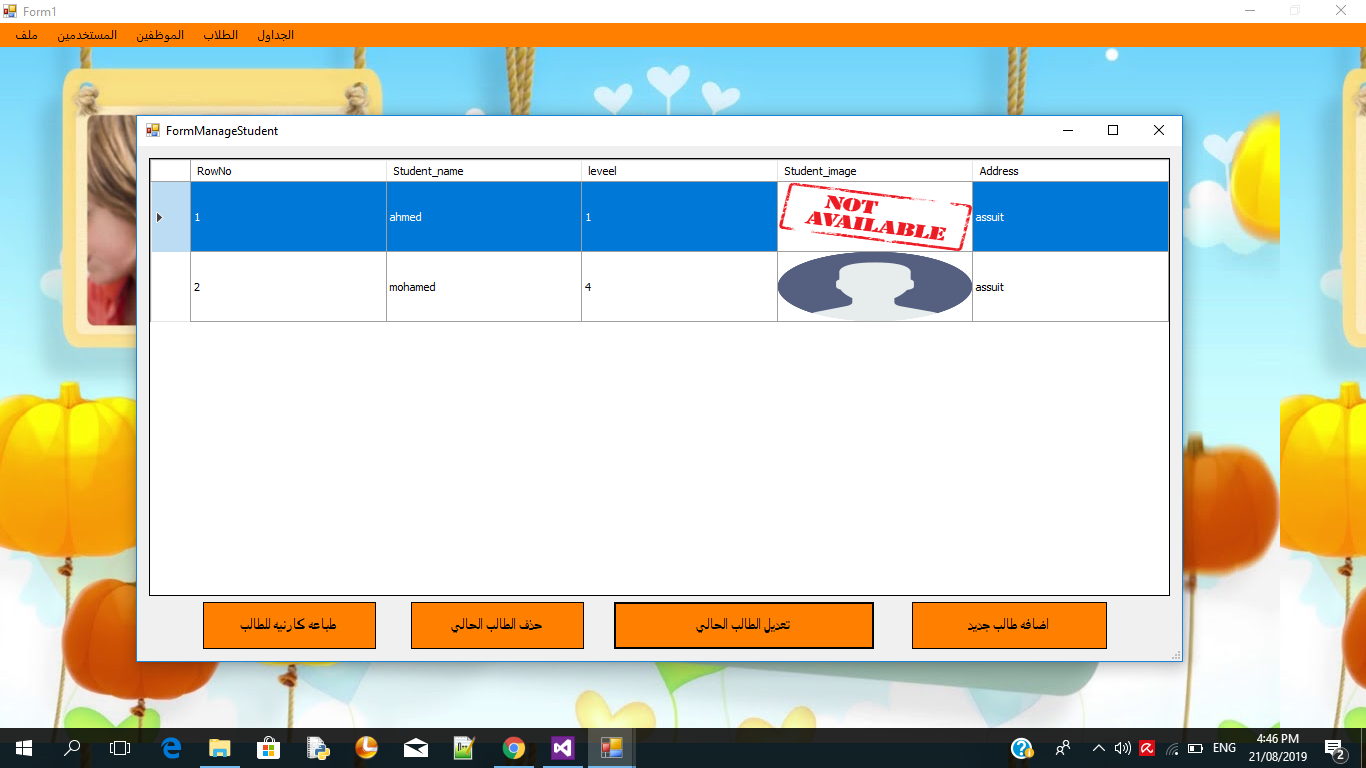 Form1
ملف المستخدمين الموظفين الطلاب الجداول
FormManageStudent
RowNo Student_name leveel Student_image Address
1 ahmed 1 NOT AVAILABLE assuit
2 mohamed 4 assuit
طباعه كارنيه للطالب حذف الطالب الحالي تعديل الطالب الحالي اضافه طالب جديد
ENG 4:46 PM
21/08/2019 2